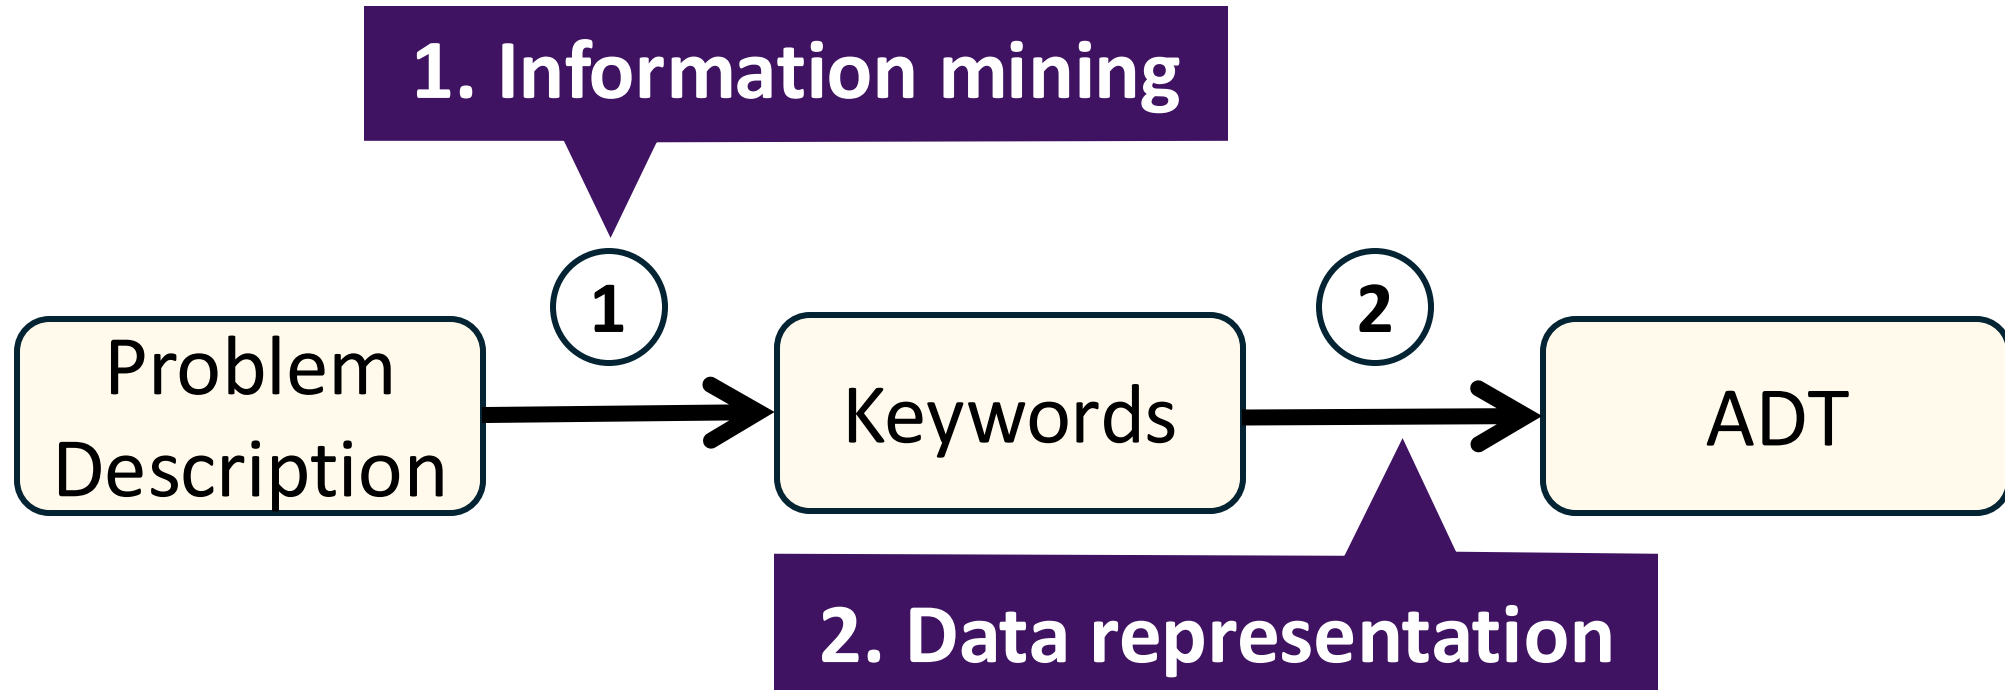 1. Information mining
1
2
Problem
Description
Keywords
ADT
2. Data representation